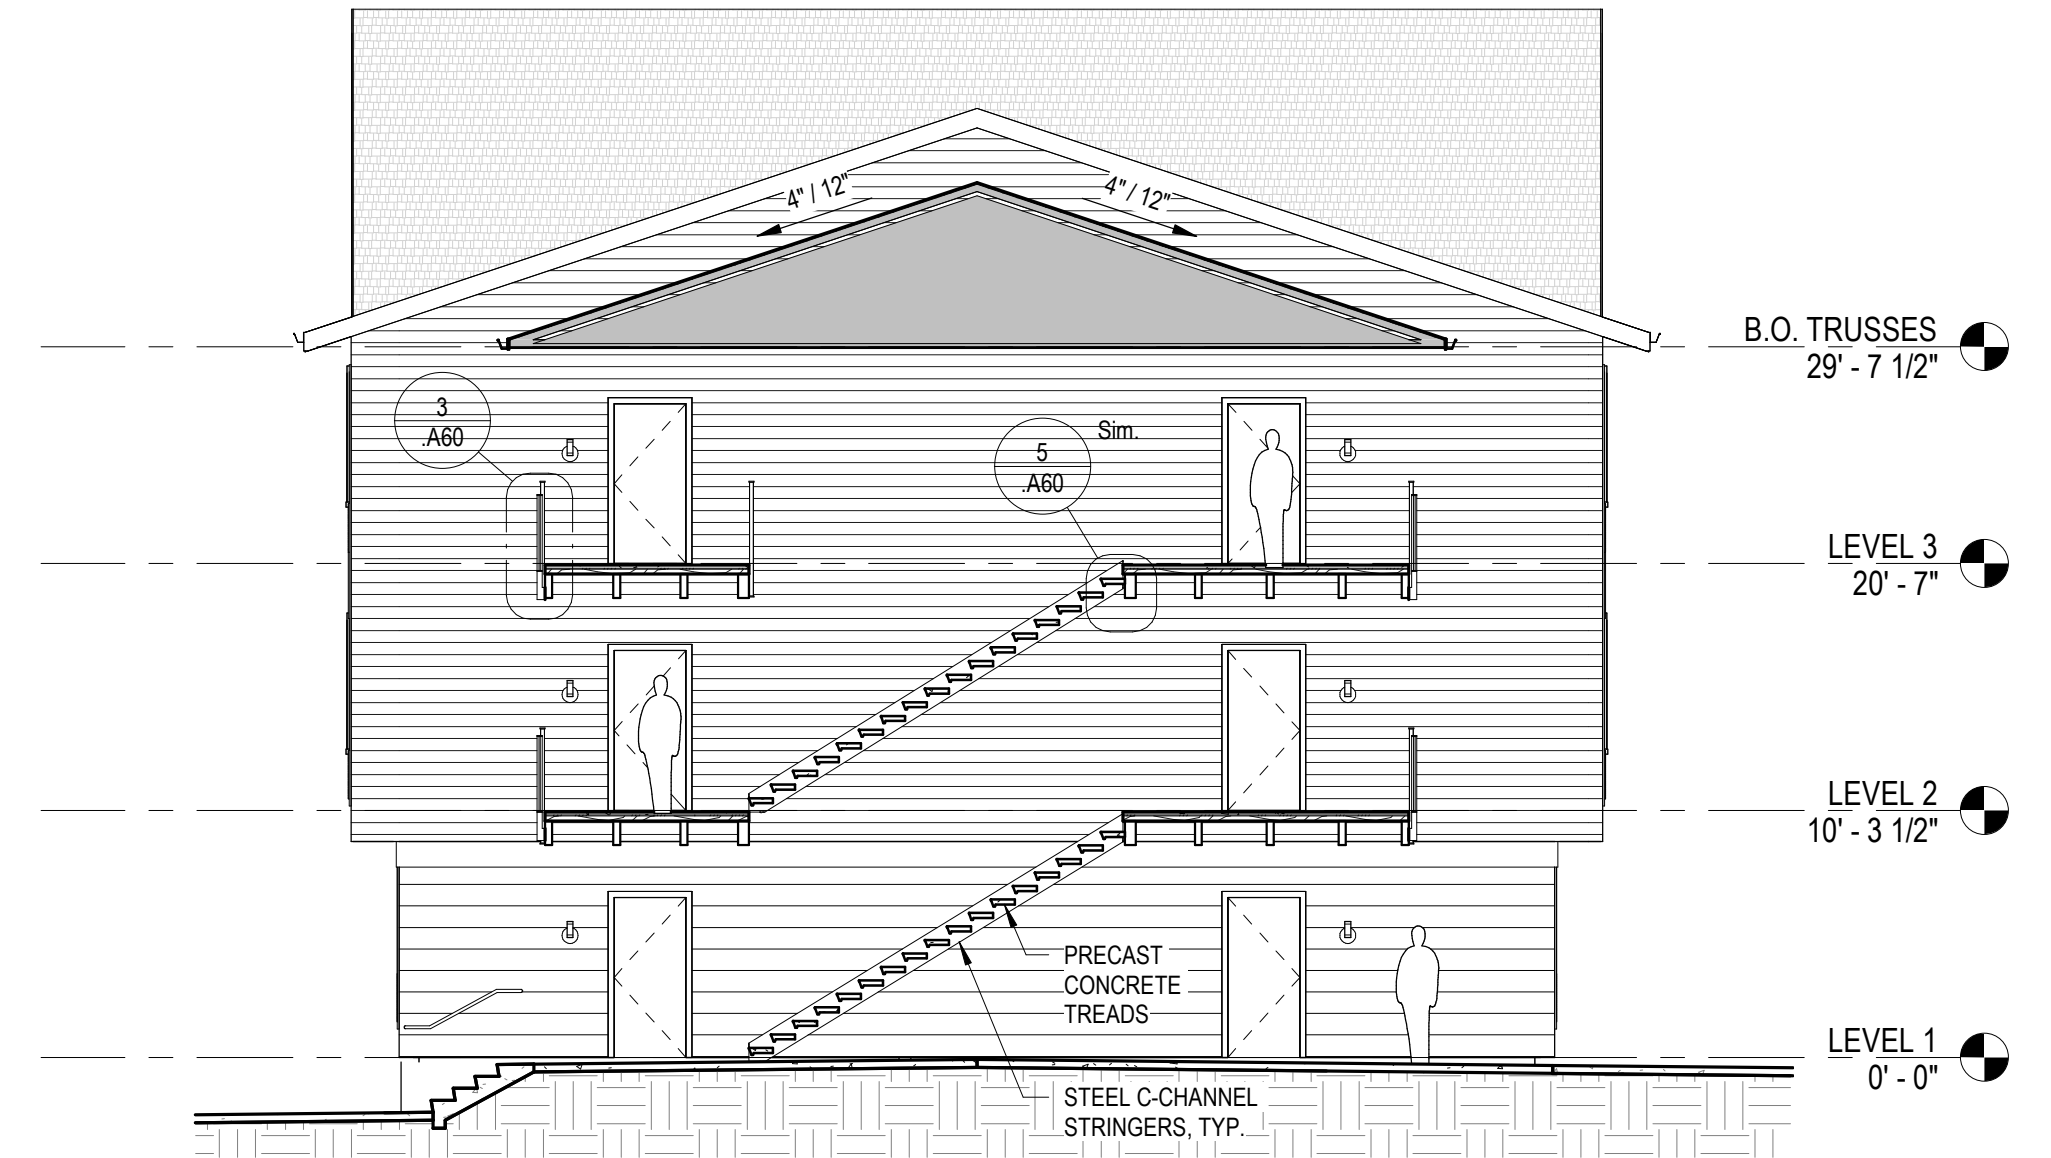 4" / 12"
4" / 12"
B.O. TRUSSES
29' - 7 1/2"
3
.A60
5
.A60
Sim.
LEVEL 3
20' - 7"
LEVEL 2
10' - 3 1/2"
PRECAST
CONCRETE
TREADS
LEVEL 1
0' - 0"
STEEL C-CHANNEL
STRINGERS, TYP.